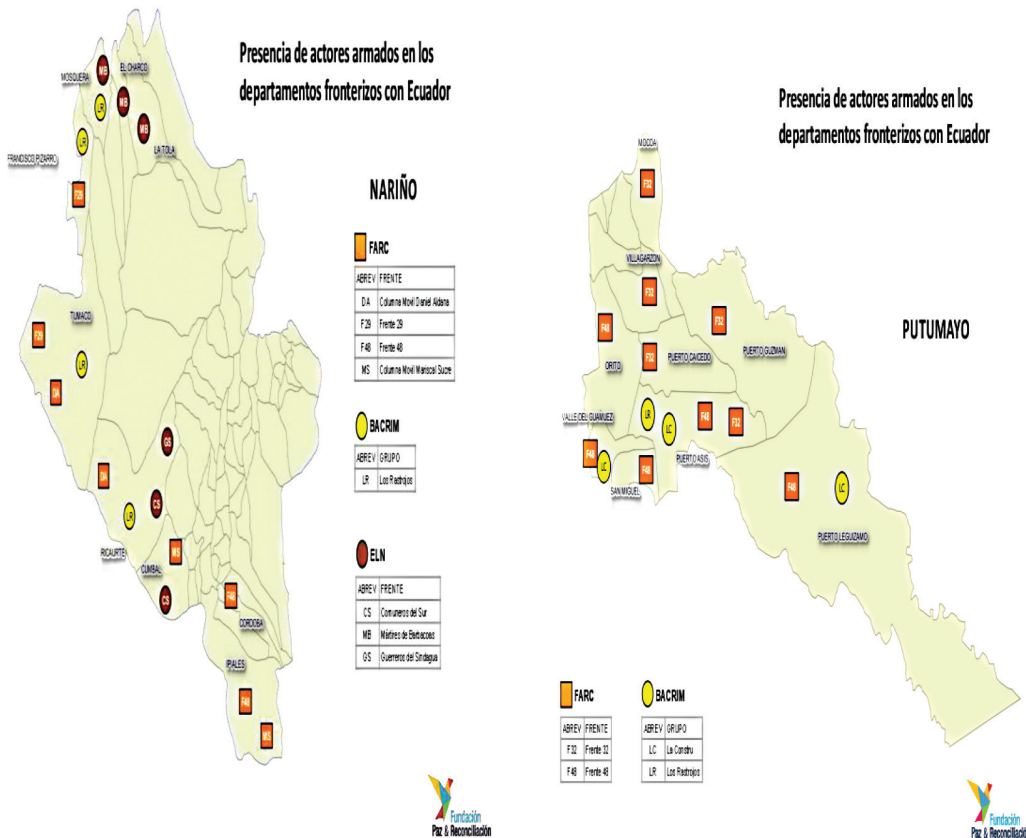 Presencia de actores armados en los
departamentos fronterizos con Ecuador
NARIÑO
MOSQUERA
EL CHARCO
LA TOLA
FRANCISCO PIZARRO
TUMACO
RICAURTE
CUMBAL
CORDOBA
IPIALES
MB
MB
MB
LR
LR
F29
F29
LR
DA
GS
DA
CS
LR
MS
CS
F48
F48
MS
FARC
ABREV FRENTE
DA Columna Movil Daniel Aldana
F29 Frente 29
F48 Frente 48
MS Columna Movil Mariscal Sucre
BACRIM
ABREV GRUPO
LR Los Rastrojos
ELN
ABREV FRENTE
CS Comuneros del Sur
MB Mártires de Barbacoas
GS Guerreros del Sindagua
Fundación
Paz & Reconciliación
Presencia de actores armados en los
departamentos fronterizos con Ecuador
PUTUMAYO
MOCOA
F32
VILLAGARZON
F32
F48
F32
F32
PUERTO CAICEDO
PUERTO GUZMAN
ORITO
VALLE DEL GUAMUEZ
LR
LC
F48
F32
F48
LC
F48
PUERTO ASIS
SAN MIGUEL
F48
LC
PUERTO LEGUIZAMO
FARC
ABREV FRENTE
F32 Frente 32
F48 Frente 48
BACRIM
ABREV GRUPO
LC La Constru
LR Los Rastrojos
Fundación
Paz & Reconciliación